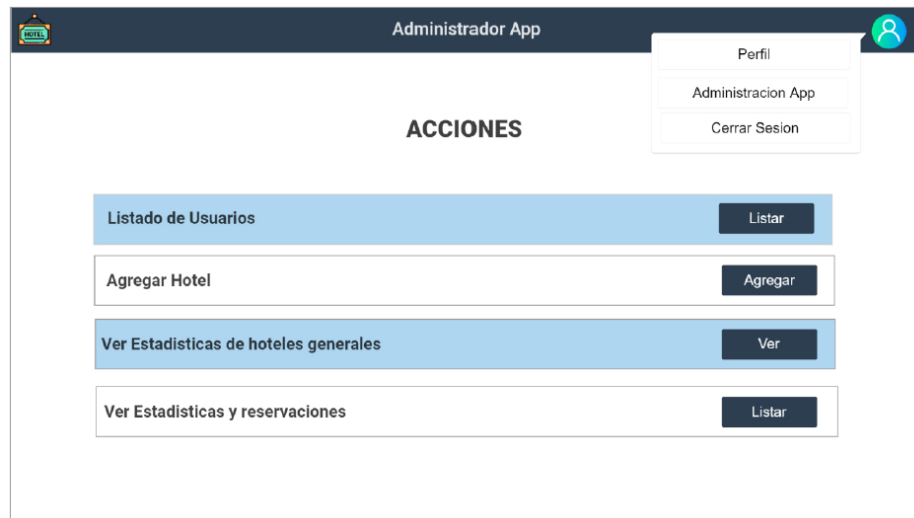 HOTEL
Administrador App
Perfil
Administracion App
Cerrar Sesion
ACCIONES
Listado de Usuarios
Listar
Agregar Hotel
Agregar
Ver Estadisticas de hoteles generales
Ver
Ver Estadisticas y reservaciones
Listar